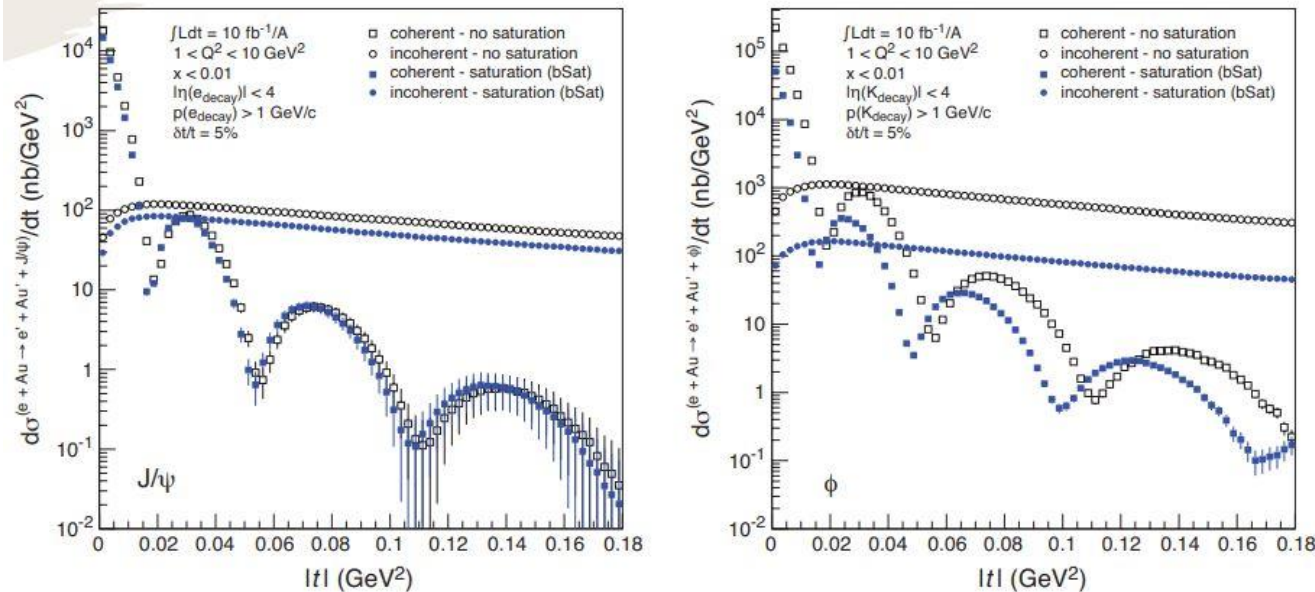 ∫Ldt = 10 fb⁻¹/A
1 < Q² < 10 GeV²
x < 0.01
|η(e_decay)| < 4
p(e_decay) > 1 GeV/c
δt/t = 5%
coherent - no saturation
incoherent - no saturation
coherent - saturation (bSat)
incoherent - saturation (bSat)
dσ^(e + Au → e' + Au' + J/ψ)/dt (nb/GeV²)
10⁴
10³
10²
10
1
10⁻¹
10⁻²
J/ψ
0 0.02 0.04 0.06 0.08 0.1 0.12 0.14 0.16 0.18
|t| (GeV²)
∫Ldt = 10 fb⁻¹/A
1 < Q² < 10 GeV²
x < 0.01
|η(K_decay)| < 4
p(K_decay) > 1 GeV/c
δt/t = 5%
coherent - no saturation
incoherent - no saturation
coherent - saturation (bSat)
incoherent - saturation (bSat)
dσ^(e + Au → e' + Au' + ϕ)/dt (nb/GeV²)
10⁵
10⁴
10³
10²
10
1
10⁻¹
10⁻²
ϕ
0 0.02 0.04 0.06 0.08 0.1 0.12 0.14 0.16 0.18
|t| (GeV²)